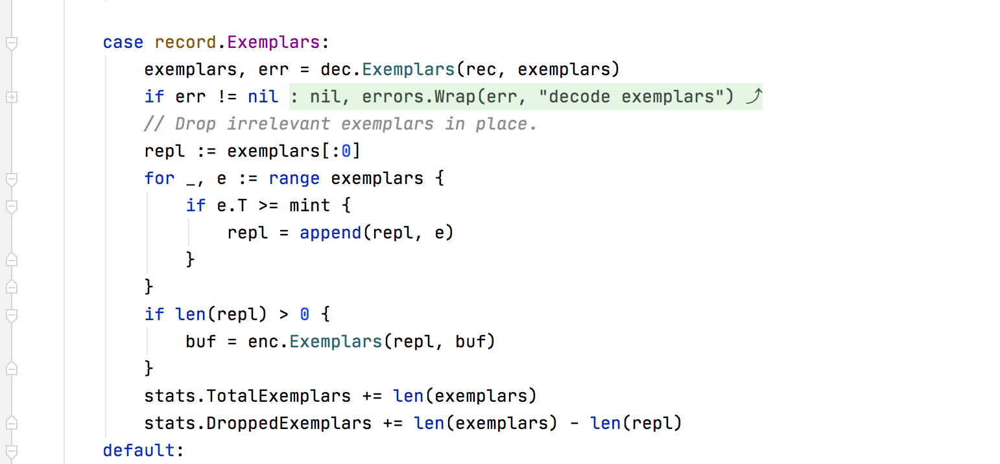 case record.Exemplars:
exemplars, err = dec.Exemplars(rec, exemplars)
if err != nil : nil, errors.Wrap(err, "decode exemplars") ⤴
// Drop irrelevant exemplars in place.
repl := exemplars[:0]
for _, e := range exemplars {
if e.T >= mint {
repl = append(repl, e)
}
}
if len(repl) > 0 {
buf = enc.Exemplars(repl, buf)
}
stats.TotalExemplars += len(exemplars)
stats.DroppedExemplars += len(exemplars) - len(repl)
default: